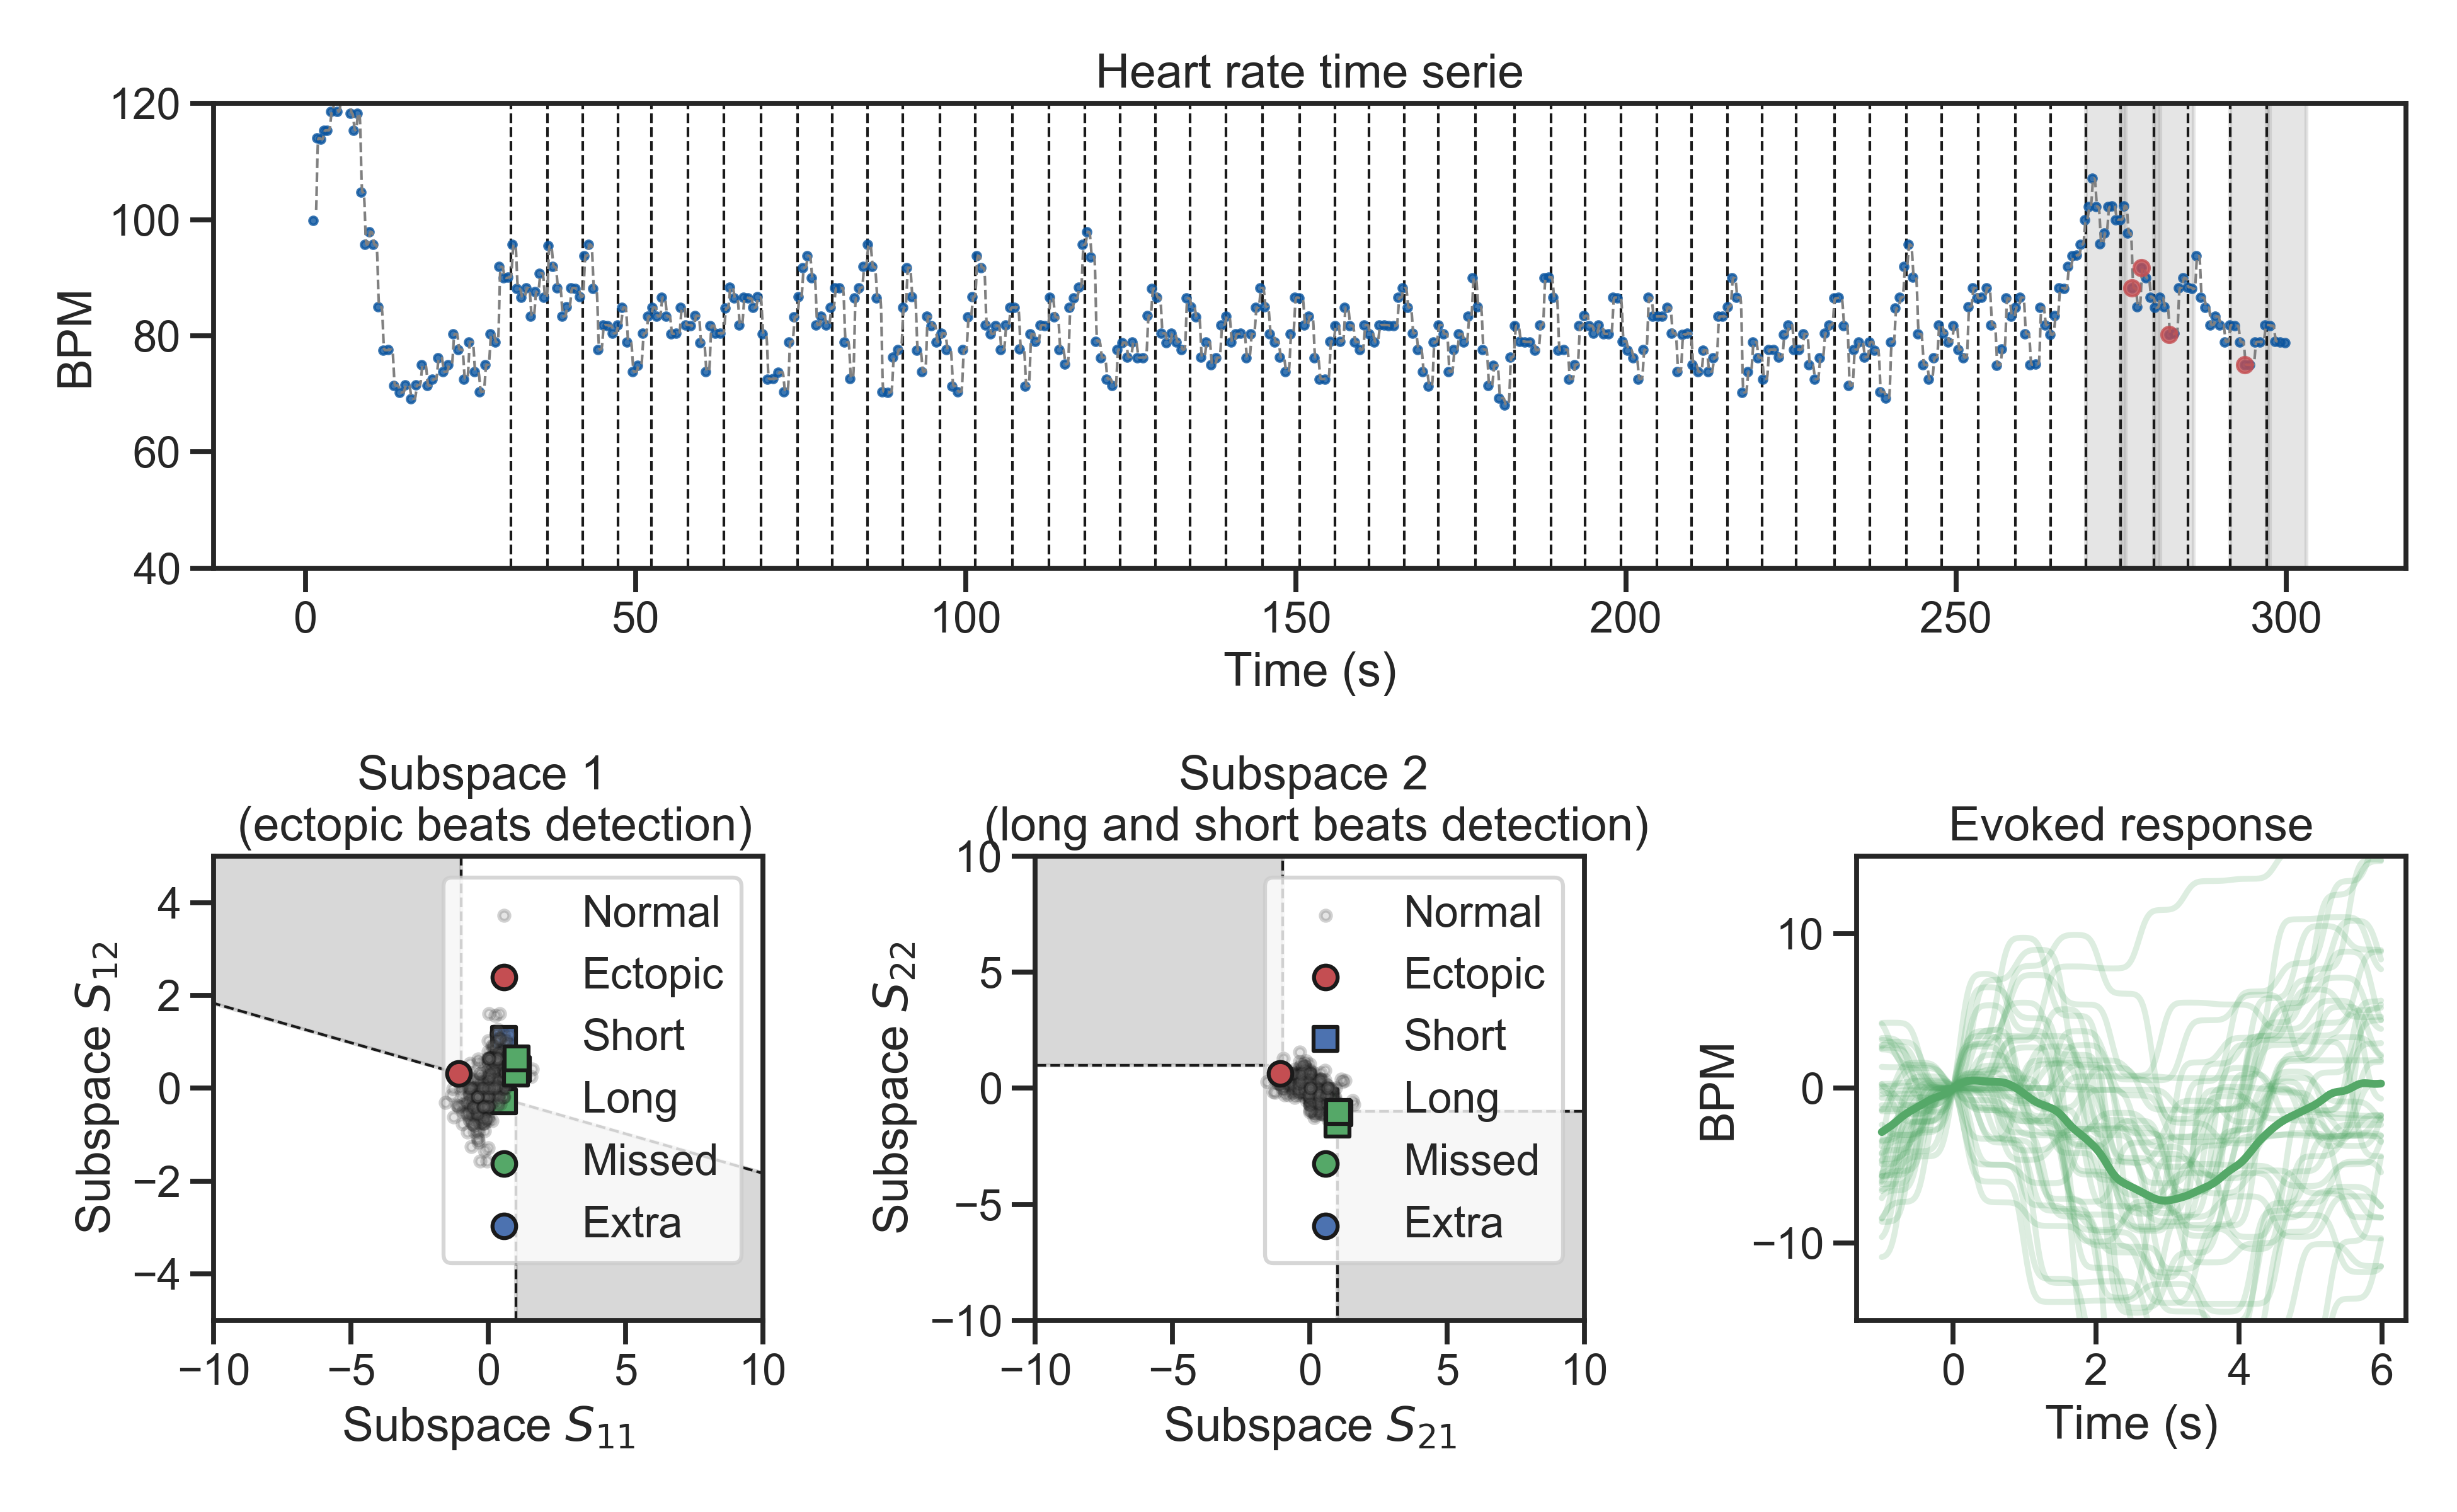 Heart rate time serie
120
100
80
60
40
BPM
0 50 100 150 200 250 300
Time (s)
Subspace 1
(ectopic beats detection)
4
2
0
−2
−4
Subspace S12
Normal
Ectopic
Short
Long
Missed
Extra
−10 −5 0 5 10
Subspace S11
Subspace 2
(long and short beats detection)
10
5
0
−5
−10
Subspace S22
Normal
Ectopic
Short
Long
Missed
Extra
−10 −5 0 5 10
Subspace S21
Evoked response
10
0
−10
BPM
0 2 4 6
Time (s)